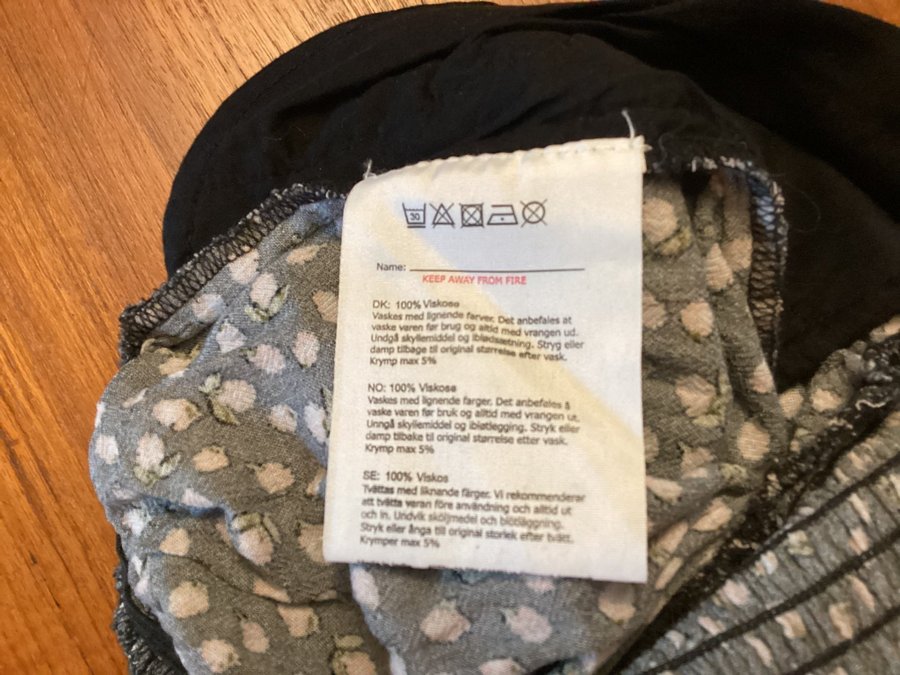 30
Name:
KEEP AWAY FROM FIRE
DK: 100% Viskose
Vaskes med lignende farver. Det anbefales at
vaske varen før brug og altid med vrangen ud.
Undgå skyllemiddel og iblødsætning. Stryg eller
damp tilbage til original størrelse efter vask.
Krymp max 5%
NO: 100% Viskose
Vaskes med lignende farger. Det anbefales å
vaske varen før bruk og alltid med vrangen ut.
Unngå skyllemiddel og ibløtlegging. Stryk eller
damp tilbake til original størrelse etter vask.
Krymp max 5%
SE: 100% Viskos
Tvättas med liknande färger. Vi rekommenderar
att tvätta varan före användning och alltid ut
och in. Undvik sköljmedel och blötläggning.
Stryk eller ånga till original storlek efter tvätt.
Krymper max 5%